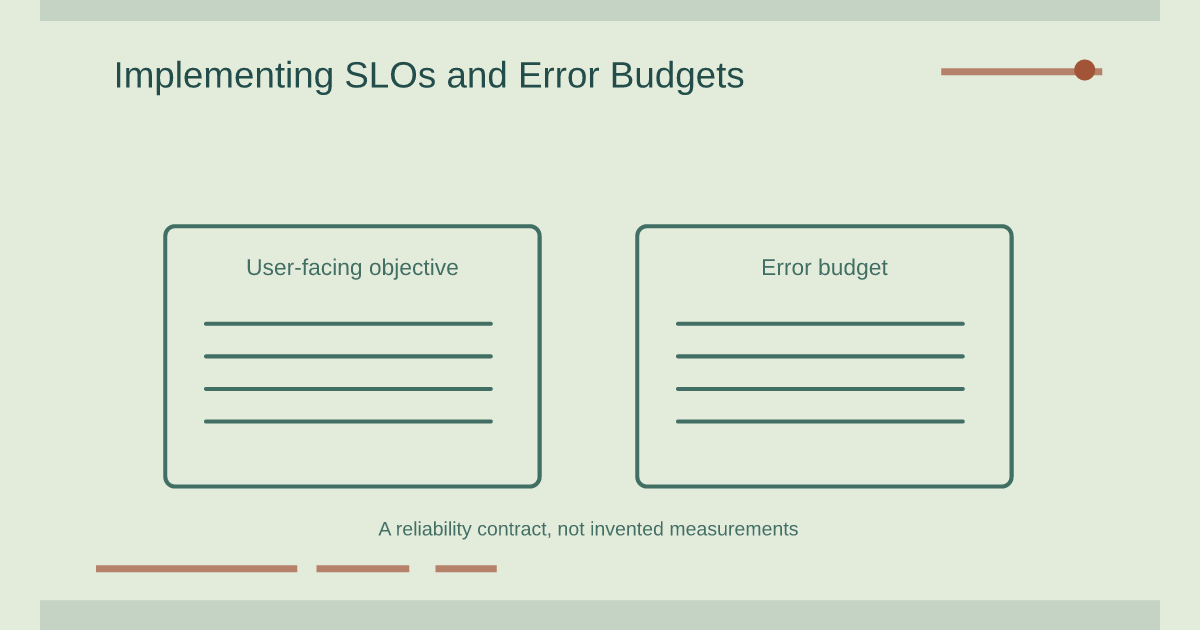 Implementing SLOs and Error Budgets
User-facing objective
Error budget
A reliability contract, not invented measurements